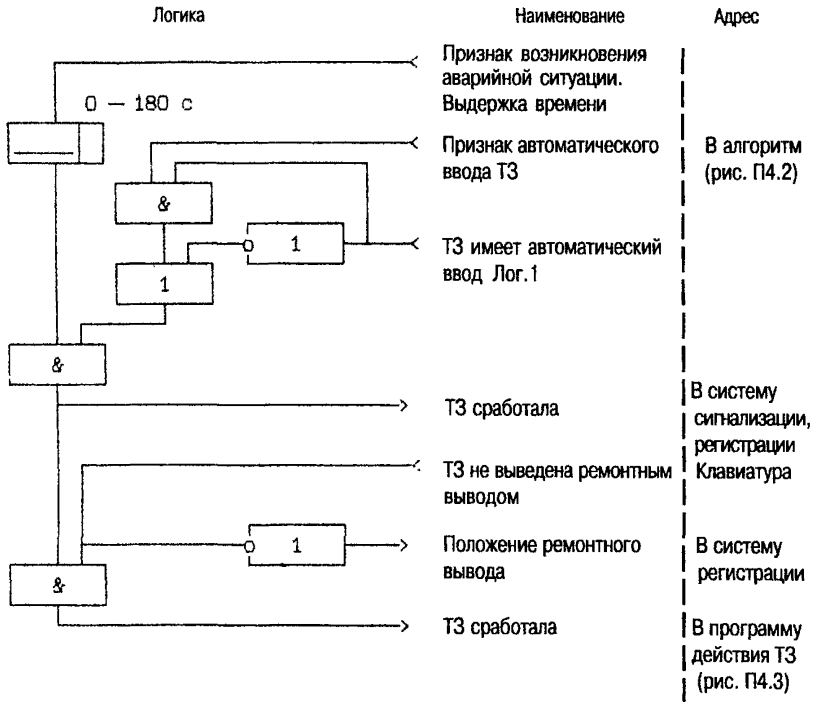 Логика
Наименование
Адрес
Признак возникновения
аварийной ситуации.
Выдержка времени
0 – 180 с
Признак автоматического
ввода ТЗ
В алгоритм
(рис. П4.2)
&
1
ТЗ имеет автоматический
ввод Лог.1
1
&
ТЗ сработала
В систему
сигнализации,
регистрации
ТЗ не выведена ремонтным
выводом
Клавиатура
1
Положение ремонтного
вывода
В систему
регистрации
&
ТЗ сработала
В программу
действия ТЗ
(рис. П4.3)